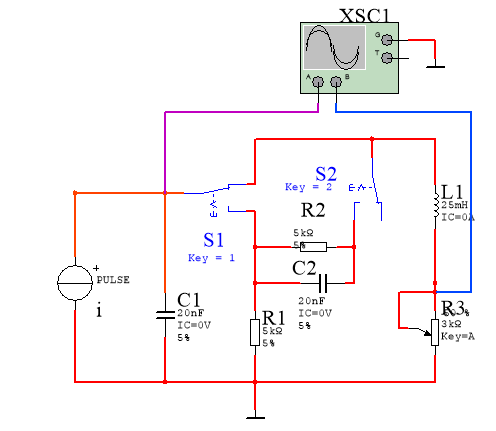 XSC1
G
T
A
B
S2
Key = 2
L1
25mH
IC=0A
R2
5kΩ
5%
S1
Key = 1
PULSE
i
C2
20nF
IC=0V
5%
C1
20nF
IC=0V
5%
R1
5kΩ
5%
R3
3kΩ
Key=A